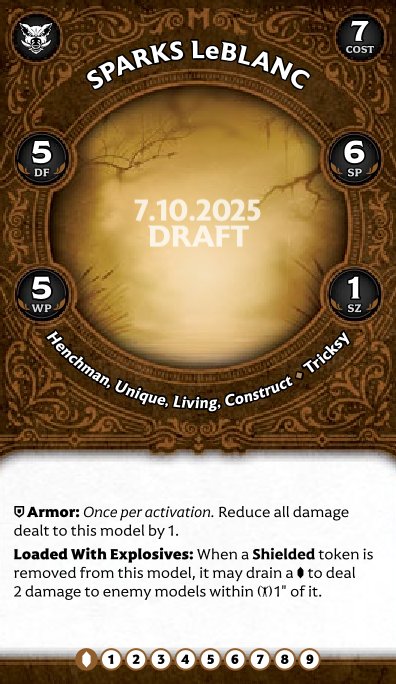 SPARKS LeBLANC
7
COST
5
DF
6
SP
7.10.2025
DRAFT
5
WP
1
SZ
Henchman, Unique, Living, Construct • Tricksy
Armor: Once per activation. Reduce all damage
dealt to this model by 1.
Loaded With Explosives: When a Shielded token is
removed from this model, it may drain a to deal
2 damage to enemy models within 1" of it.
1 2 3 4 5 6 7 8 9